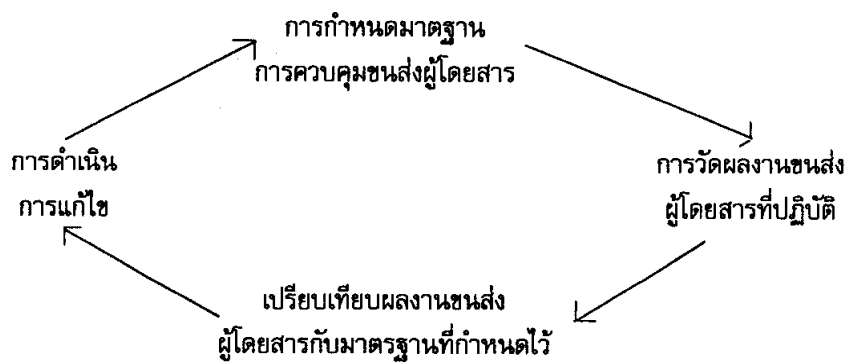 การกำหนดมาตฐาน
การควบคุมขนส่งผู้โดยสาร
การวัดผลงานขนส่ง
ผู้โดยสารที่ปฏิบัติ
เปรียบเทียบผลงานขนส่ง
ผู้โดยสารกับมาตรฐานที่กำหนดไว้
การดำเนิน
การแก้ไข